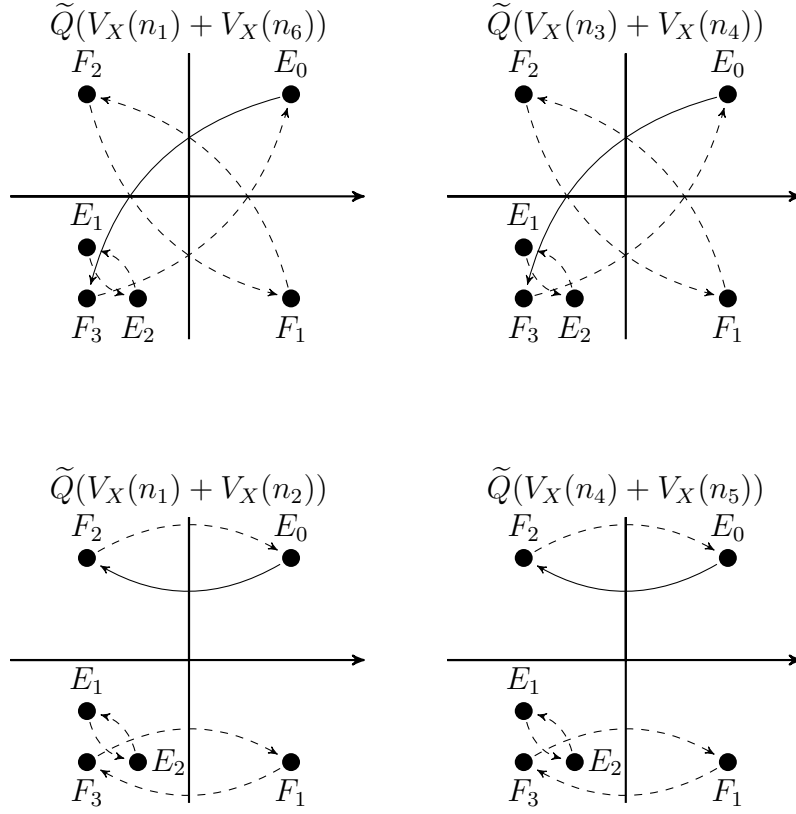 Q̃(V_X(n_1) + V_X(n_6)) Q̃(V_X(n_3) + V_X(n_4))
F_2 E_0 F_2 E_0
E_1 E_1
F_3 E_2 F_1 F_3 E_2 F_1
Q̃(V_X(n_1) + V_X(n_2)) Q̃(V_X(n_4) + V_X(n_5))
F_2 E_0 F_2 E_0
E_1 E_1
E_2 E_2
F_3 F_1 F_3 F_1